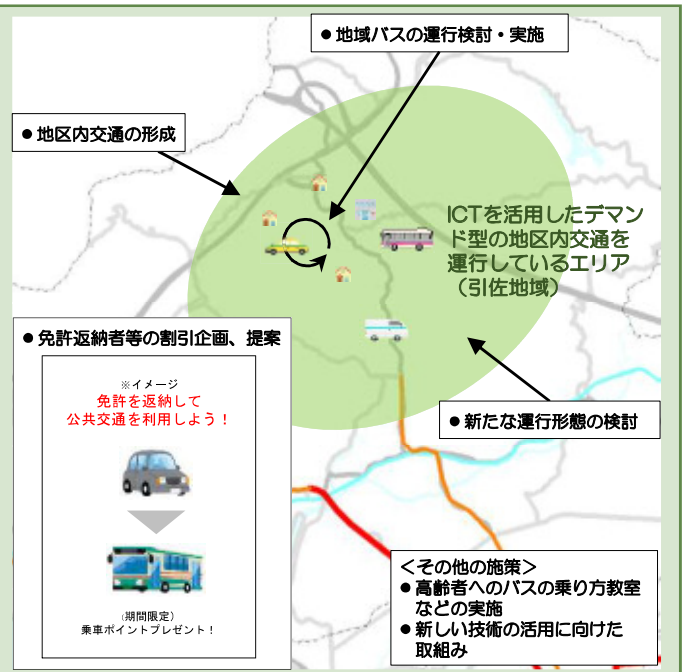 ●地域バスの運行検討・実施
●地区内交通の形成
ICTを活用したデマン
ド型の地区内交通を
運行しているエリア
（引佐地域）
●免許返納者等の割引企画、提案
※イメージ
免許を返納して
公共交通を利用しよう！
（期間限定）
乗車ポイントプレゼント！
●新たな運行形態の検討
＜その他の施策＞
●高齢者へのバスの乗り方教室
などの実施
●新しい技術の活用に向けた
取組み